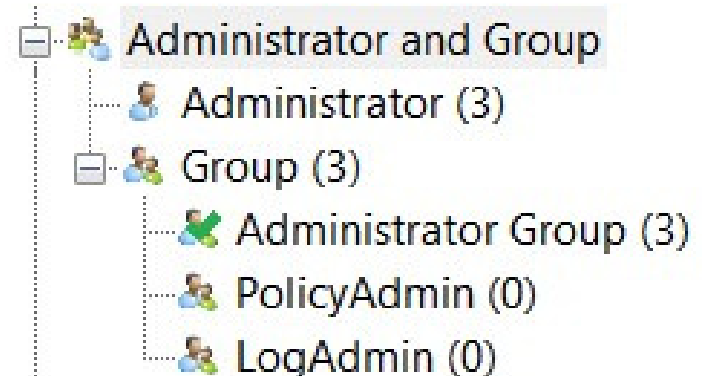 Administrator and Group
Administrator (3)
Group (3)
Administrator Group (3)
PolicyAdmin (0)
LogAdmin (0)